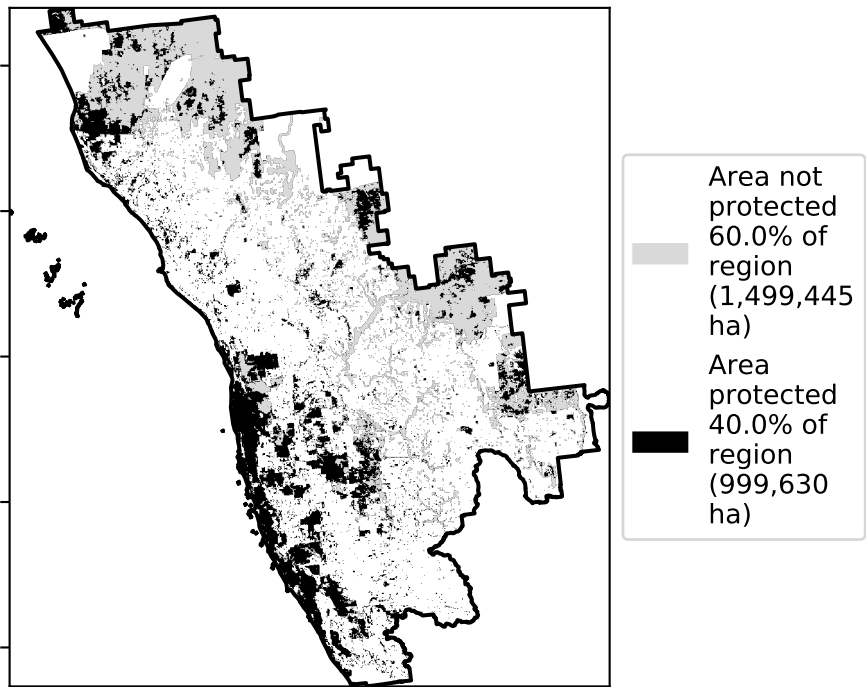 Area not
protected
60.0% of
region
(1,499,445
ha)
Area
protected
40.0% of
region
(999,630
ha)